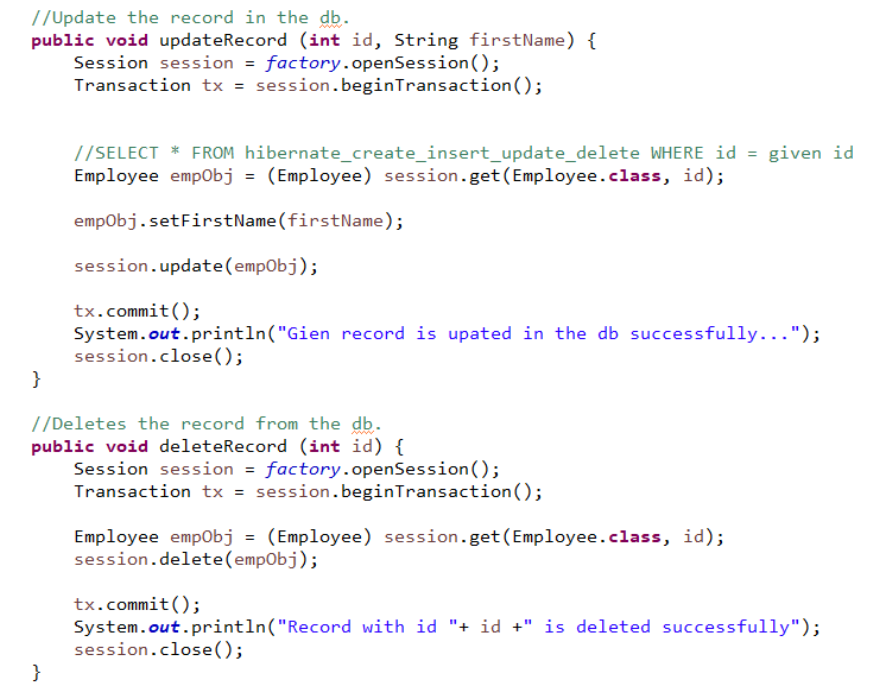 //Update the record in the db.
public void updateRecord (int id, String firstName) {
Session session = factory.openSession();
Transaction tx = session.beginTransaction();
//SELECT * FROM hibernate_create_insert_update_delete WHERE id = given id
Employee empObj = (Employee) session.get(Employee.class, id);
empObj.setFirstName(firstName);
session.update(empObj);
tx.commit();
System.out.println("Gien record is upated in the db successfully...");
session.close();
}
//Deletes the record from the db.
public void deleteRecord (int id) {
Session session = factory.openSession();
Transaction tx = session.beginTransaction();
Employee empObj = (Employee) session.get(Employee.class, id);
session.delete(empObj);
tx.commit();
System.out.println("Record with id "+ id +" is deleted successfully");
session.close();
}